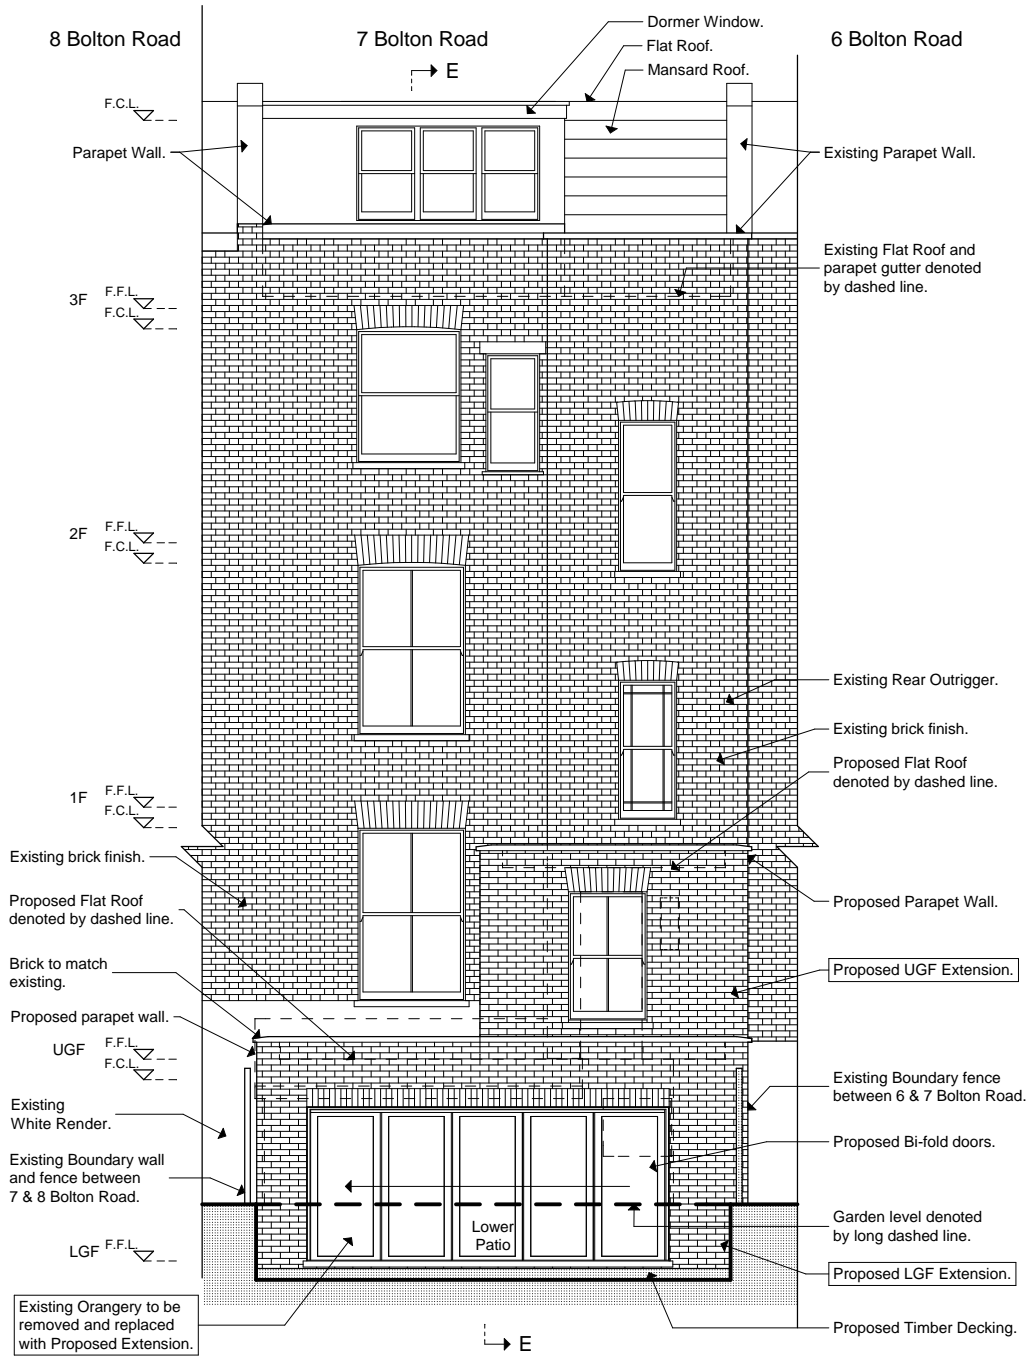 8 Bolton Road
7 Bolton Road
6 Bolton Road
Dormer Window.
Flat Roof.
Mansard Roof.
E
F.C.L.
Parapet Wall.
Existing Parapet Wall.
Existing Flat Roof and
parapet gutter denoted
by dashed line.
3F
F.F.L.
F.C.L.
2F
F.F.L.
F.C.L.
Existing Rear Outrigger.
Existing brick finish.
Proposed Flat Roof
denoted by dashed line.
1F
F.F.L.
F.C.L.
Existing brick finish.
Proposed Flat Roof
denoted by dashed line.
Proposed Parapet Wall.
Brick to match
existing.
Proposed UGF Extension.
Proposed parapet wall.
UGF
F.F.L.
F.C.L.
Existing Boundary fence
between 6 & 7 Bolton Road.
Existing
White Render.
Proposed Bi-fold doors.
Existing Boundary wall
and fence between
7 & 8 Bolton Road.
Lower
Patio
Garden level denoted
by long dashed line.
LGF
F.F.L.
Proposed LGF Extension.
Existing Orangery to be
removed and replaced
with Proposed Extension.
Proposed Timber Decking.
E